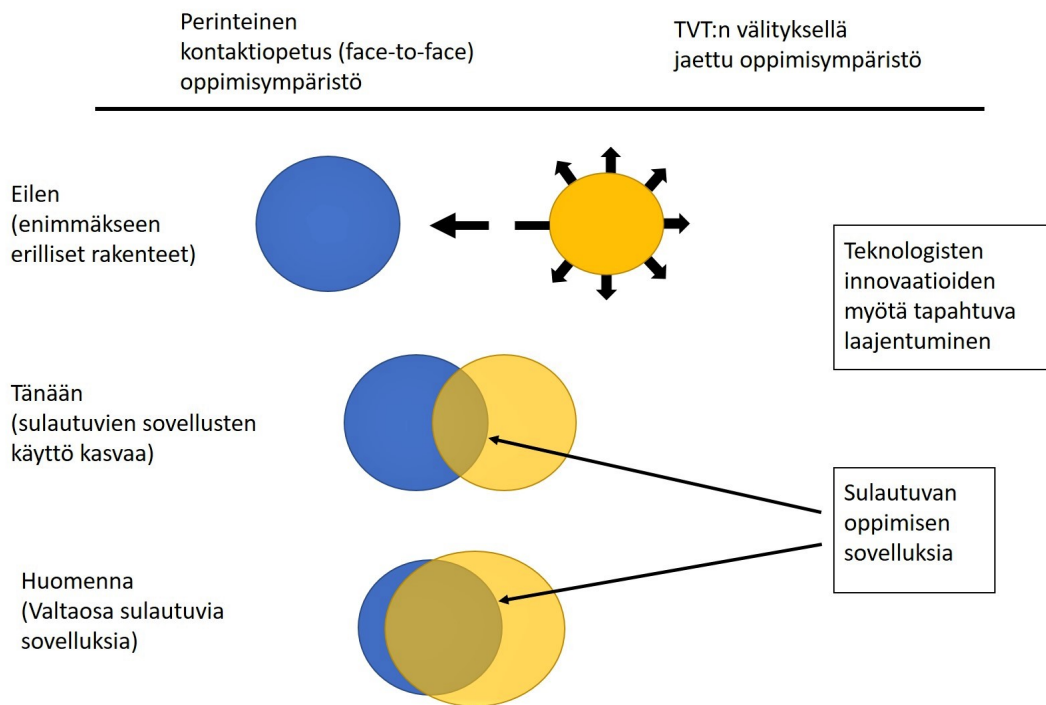 Perinteinen
kontaktiopetus (face-to-face)
oppimisympäristö
TVT:n välityksellä
jaettu oppimisympäristö
Eilen
(enimmäkseen
erilliset rakenteet)
Teknologisten
innovaatioiden
myötä tapahtuva
laajentuminen
Tänään
(sulautuvien sovellusten
käyttö kasvaa)
Sulautuvan
oppimisen
sovelluksia
Huomenna
(Valtaosa sulautuvia
sovelluksia)